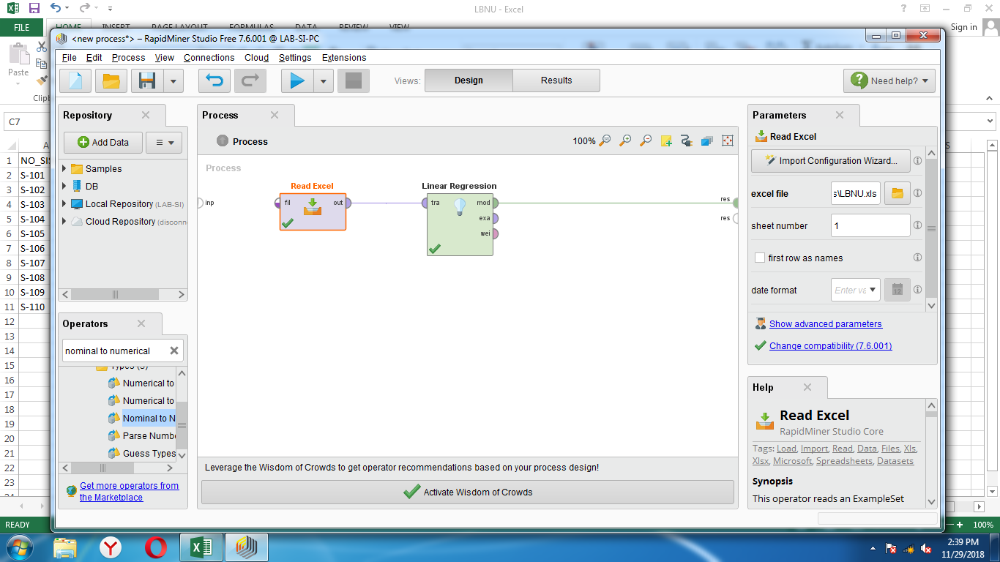 LBNU - Excel
FILE
HOME
INSERT
PAGE LAYOUT
FORMULAS
DATA
REVIEW
VIEW
Sign in
Paste
C7
<new process*> – RapidMiner Studio Free 7.6.001 @ LAB-SI-PC
File Edit Process View Connections Cloud Settings Extensions
Views: Design Results
Need help?
Repository
Add Data
Samples
DB
Local Repository (LAB-SI)
Cloud Repository (disconn
Operators
nominal to numerical
Types (5)
Numerical to
Numerical to
Nominal to N
Parse Numb
Guess Types
Get more operators from
the Marketplace
Process
Process
100%
Process
inp
Read Excel
fil out
Linear Regression
tra mod
exa
wei
res
res
Leverage the Wisdom of Crowds to get operator recommendations based on your process design!
Activate Wisdom of Crowds
Parameters
Read Excel
Import Configuration Wizard...
excel file s\LBNU.xls
sheet number 1
first row as names
date format Enter va 12
Show advanced parameters
Change compatibility (7.6.001)
Help
Read Excel
RapidMiner Studio Core
Tags: Load, Import, Read, Data, Files, Xls,
Xlsx, Microsoft, Spreadsheets, Datasets
Synopsis
This operator reads an ExampleSet
A
S
1 NO_SIS
2 S-101
3 S-102
4 S-103
5 S-104
6 S-105
7 S-106
8 S-107
9 S-108
10 S-109
11 S-110
12
13
14
15
16
17
18
19
20
21
22
23
24
READY
100%
2:39 PM
11/29/2018